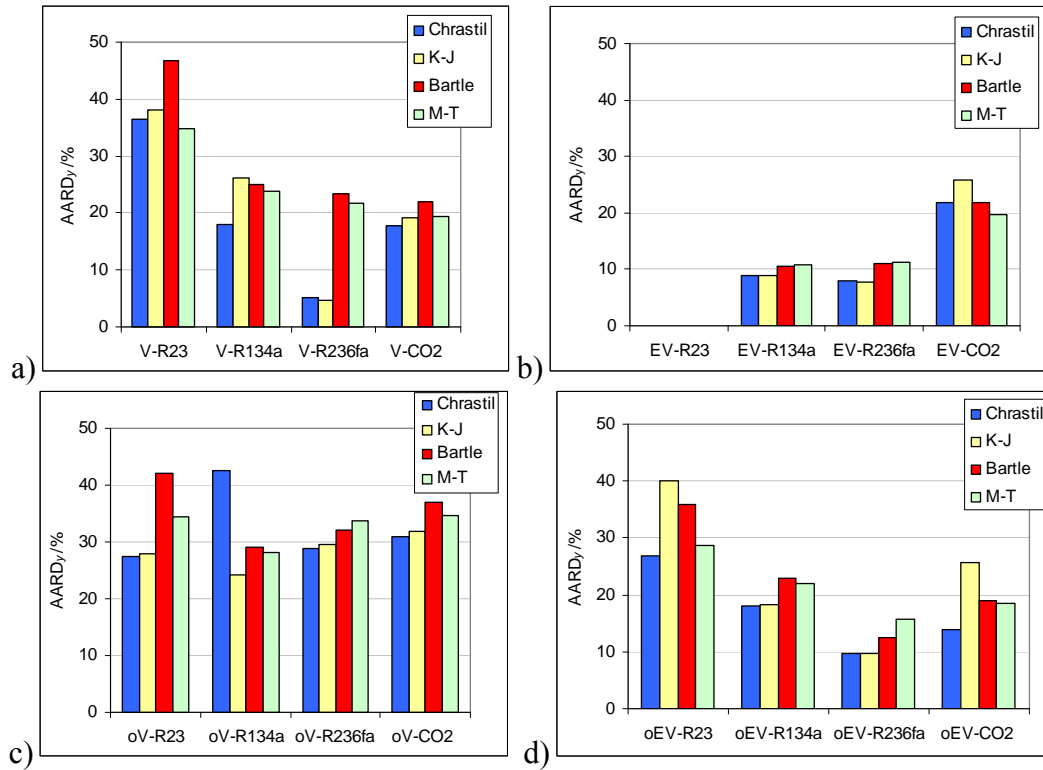 50
40
30
20
10
0
AARDy/%
Chrastil
K-J
Bartle
M-T
V-R23 V-R134a V-R236fa V-CO2
a)
50
40
30
20
10
0
AARDy/%
Chrastil
K-J
Bartle
M-T
EV-R23 EV-R134a EV-R236fa EV-CO2
b)
50
40
30
20
10
0
AARDy/%
Chrastil
K-J
Bartle
M-T
oV-R23 oV-R134a oV-R236fa oV-CO2
c)
50
40
30
20
10
0
AARDy/%
Chrastil
K-J
Bartle
M-T
oEV-R23 oEV-R134a oEV-R236fa oEV-CO2
d)